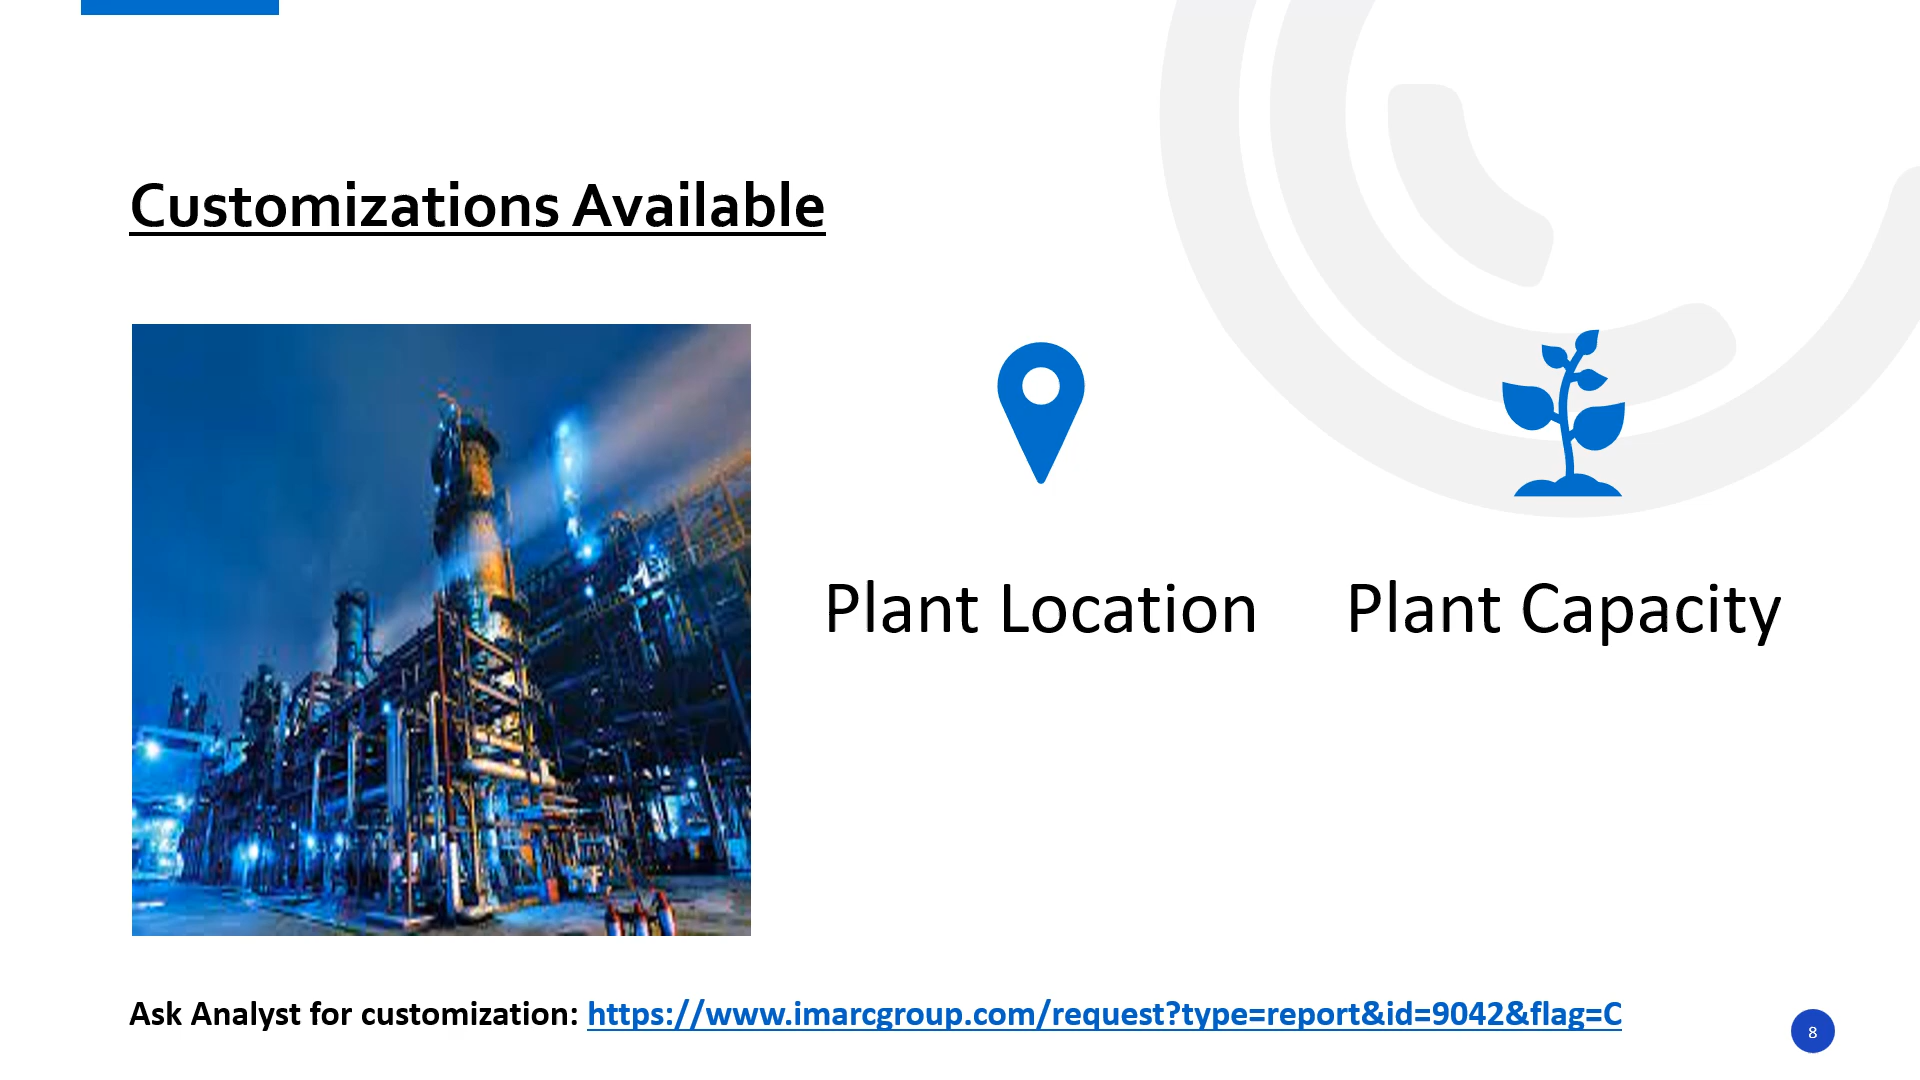 Customizations Available
Plant Location
Plant Capacity
Ask Analyst for customization: https://www.imarcgroup.com/request?type=report&id=9042&flag=C
8